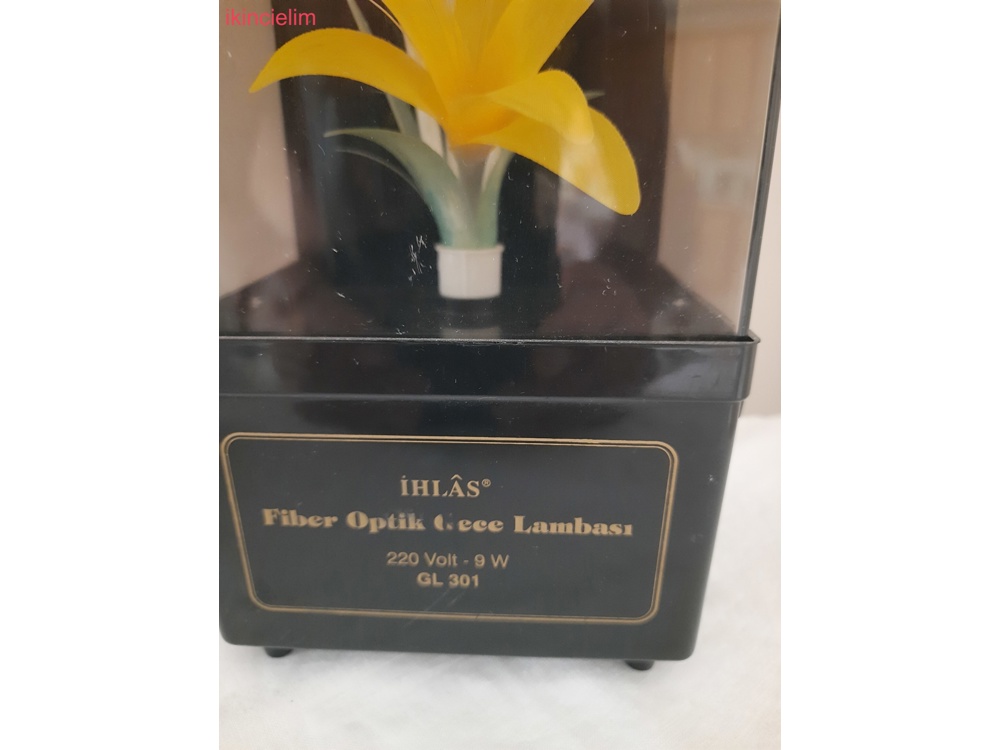 ikincielim
İHLÂS®
Fiber Optik Gece Lambası
220 Volt - 9 W
GL 301